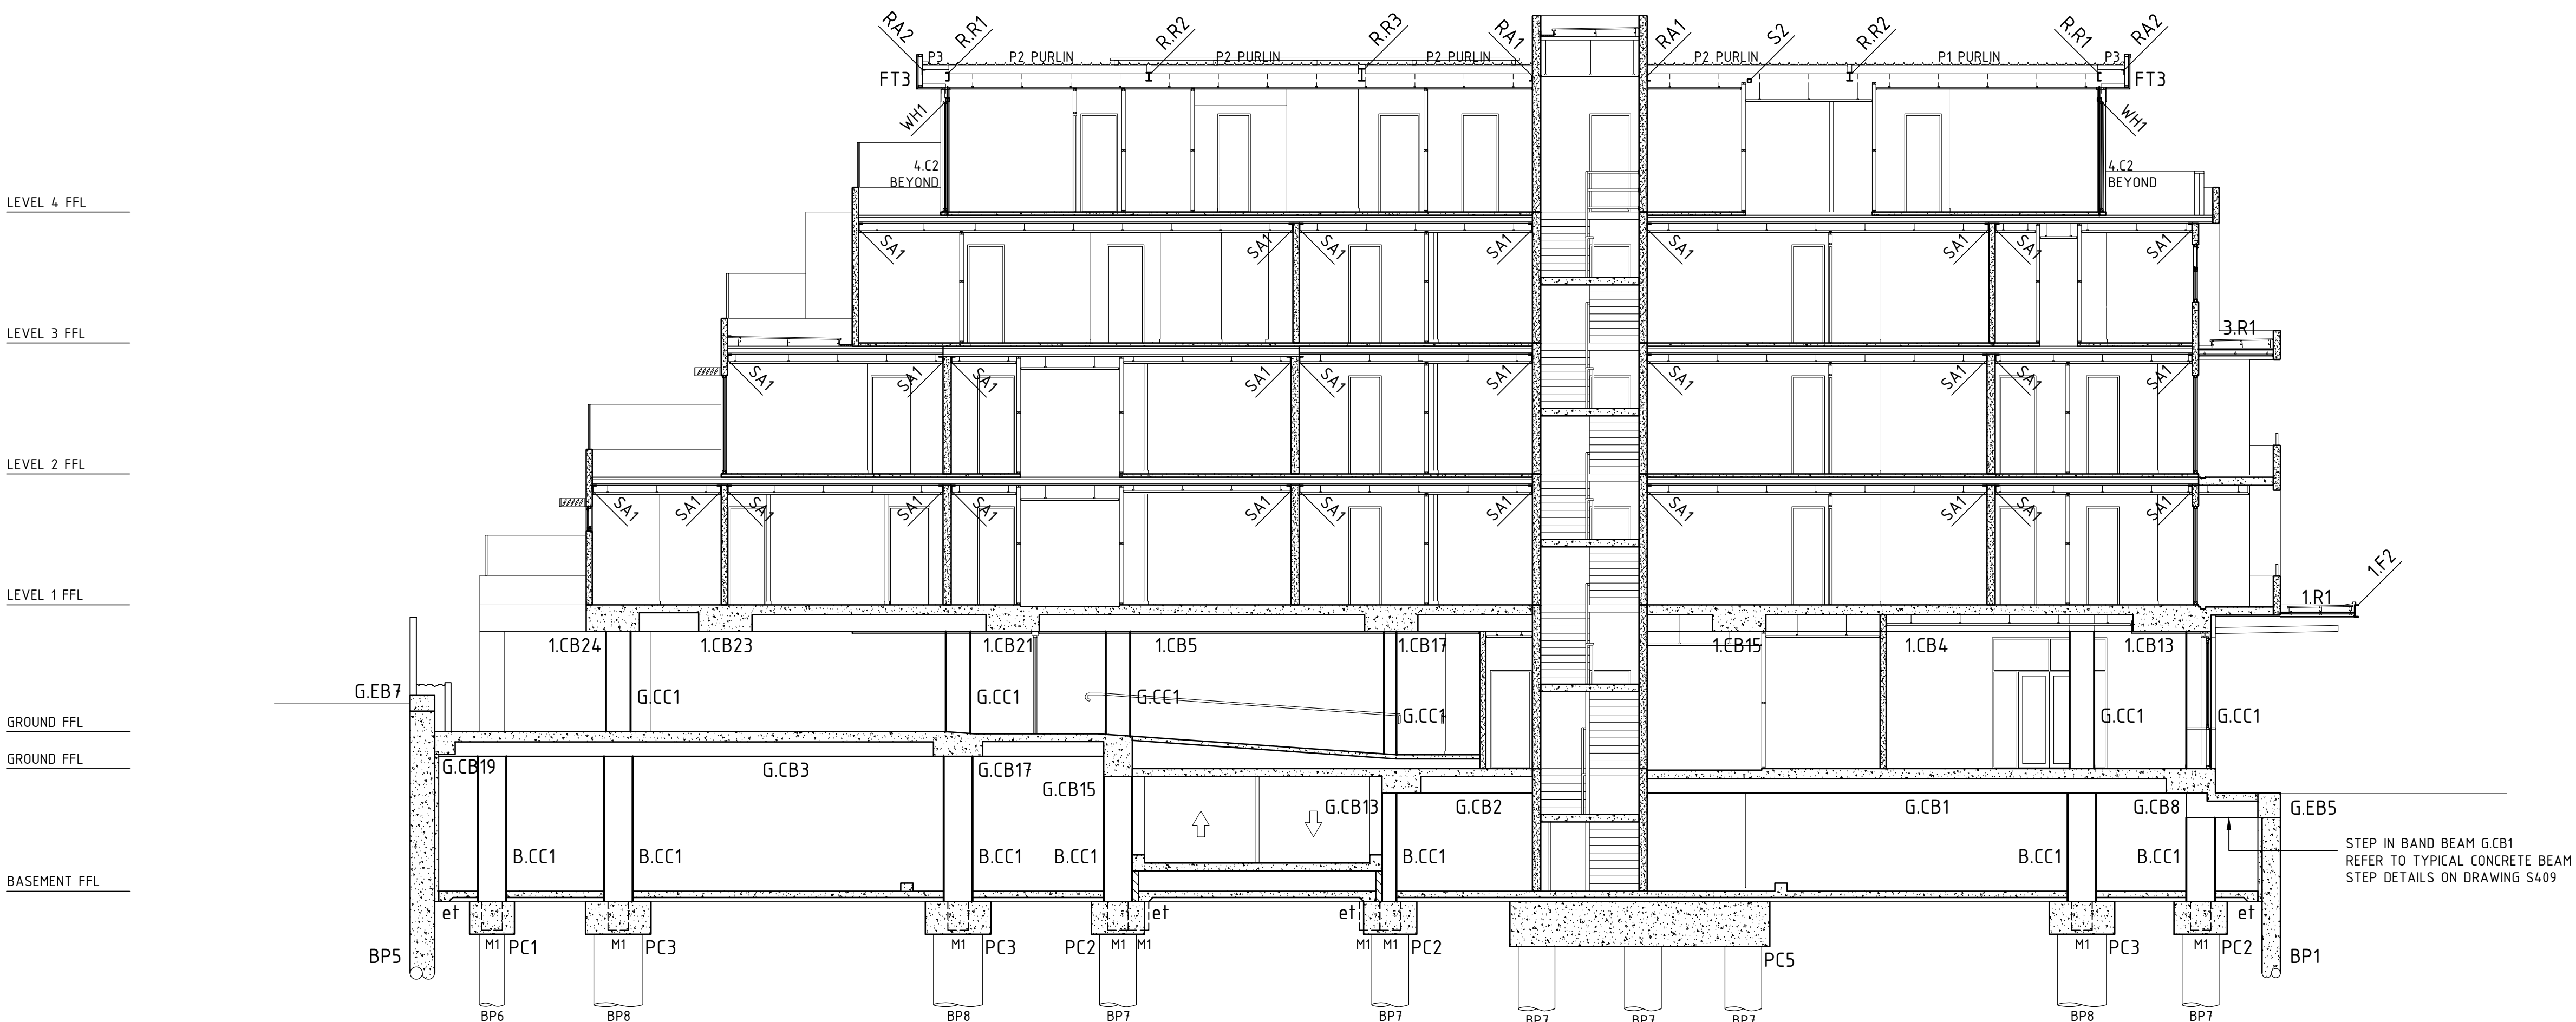 RA2
R.R1
R.R2
R.R3
RA1
RA1
S2
R.R2
R.R1
RA2
P3
P2 PURLIN
P2 PURLIN
P2 PURLIN
P2 PURLIN
P1 PURLIN
P3
FT3
FT3
WH1
WH1
4.C2
BEYOND
4.C2
BEYOND
LEVEL 4 FFL
SA1
SA1
SA1
SA1
SA1
SA1
SA1
SA1
LEVEL 3 FFL
3.R1
SA1
SA1
SA1
SA1
SA1
SA1
SA1
SA1
SA1
SA1
LEVEL 2 FFL
SA1
SA1
SA1
SA1
SA1
SA1
SA1
SA1
SA1
SA1
SA1
SA1
1.F2
LEVEL 1 FFL
1.R1
1.CB24
1.CB23
1.CB21
1.CB5
1.CB17
1.CB15
1.CB4
1.CB13
G.EB7
G.CC1
G.CC1
G.CC1
G.CC1
G.CC1
G.CC1
GROUND FFL
GROUND FFL
G.CB19
G.CB3
G.CB17
G.CB15
G.CB13
G.CB2
G.CB1
G.CB8
G.EB5
STEP IN BAND BEAM G.CB1
REFER TO TYPICAL CONCRETE BEAM
STEP DETAILS ON DRAWING S409
B.CC1
B.CC1
B.CC1
B.CC1
B.CC1
B.CC1
B.CC1
BASEMENT FFL
et
et
et
et
M1
M1
M1
M1
M1
M1
M1
M1
M1
BP5
PC1
PC3
PC3
PC2
PC2
PC5
PC3
PC2
BP1
BP6
BP8
BP8
BP7
BP7
BP7
BP7
BP7
BP8
BP7